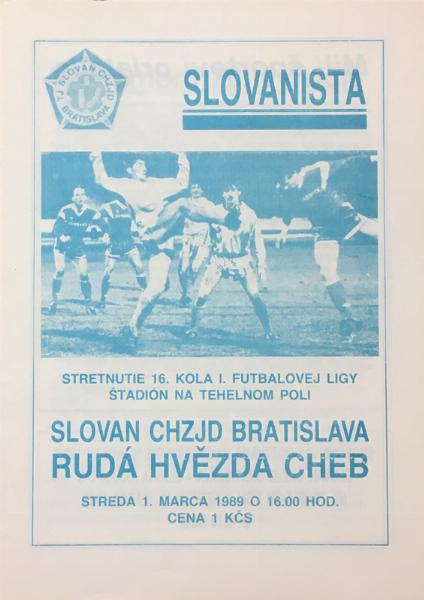 TJ SLOVAN CHZJD
BRATISLAVA
SLOVANISTA
STRETNUTIE 16. KOLA I. FUTBALOVEJ LIGY
ŠTADIÓN NA TEHELNOM POLI
SLOVAN CHZJD BRATISLAVA
RUDÁ HVĚZDA CHEB
STREDA 1. MARCA 1989 O 16.00 HOD.
CENA 1 KČS